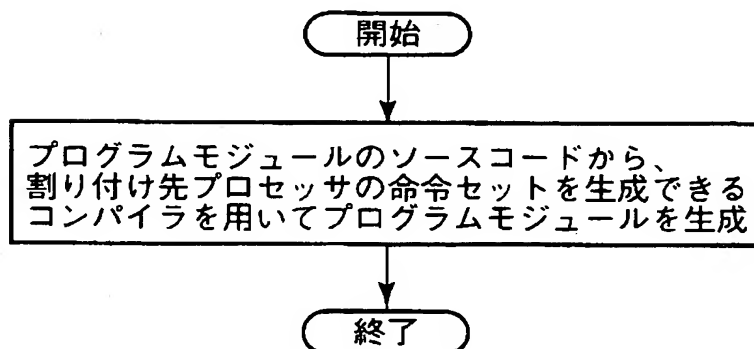 開始
プログラムモジュールのソースコードから、
割り付け先プロセッサの命令セットを生成できる
コンパイラを用いてプログラムモジュールを生成
終了